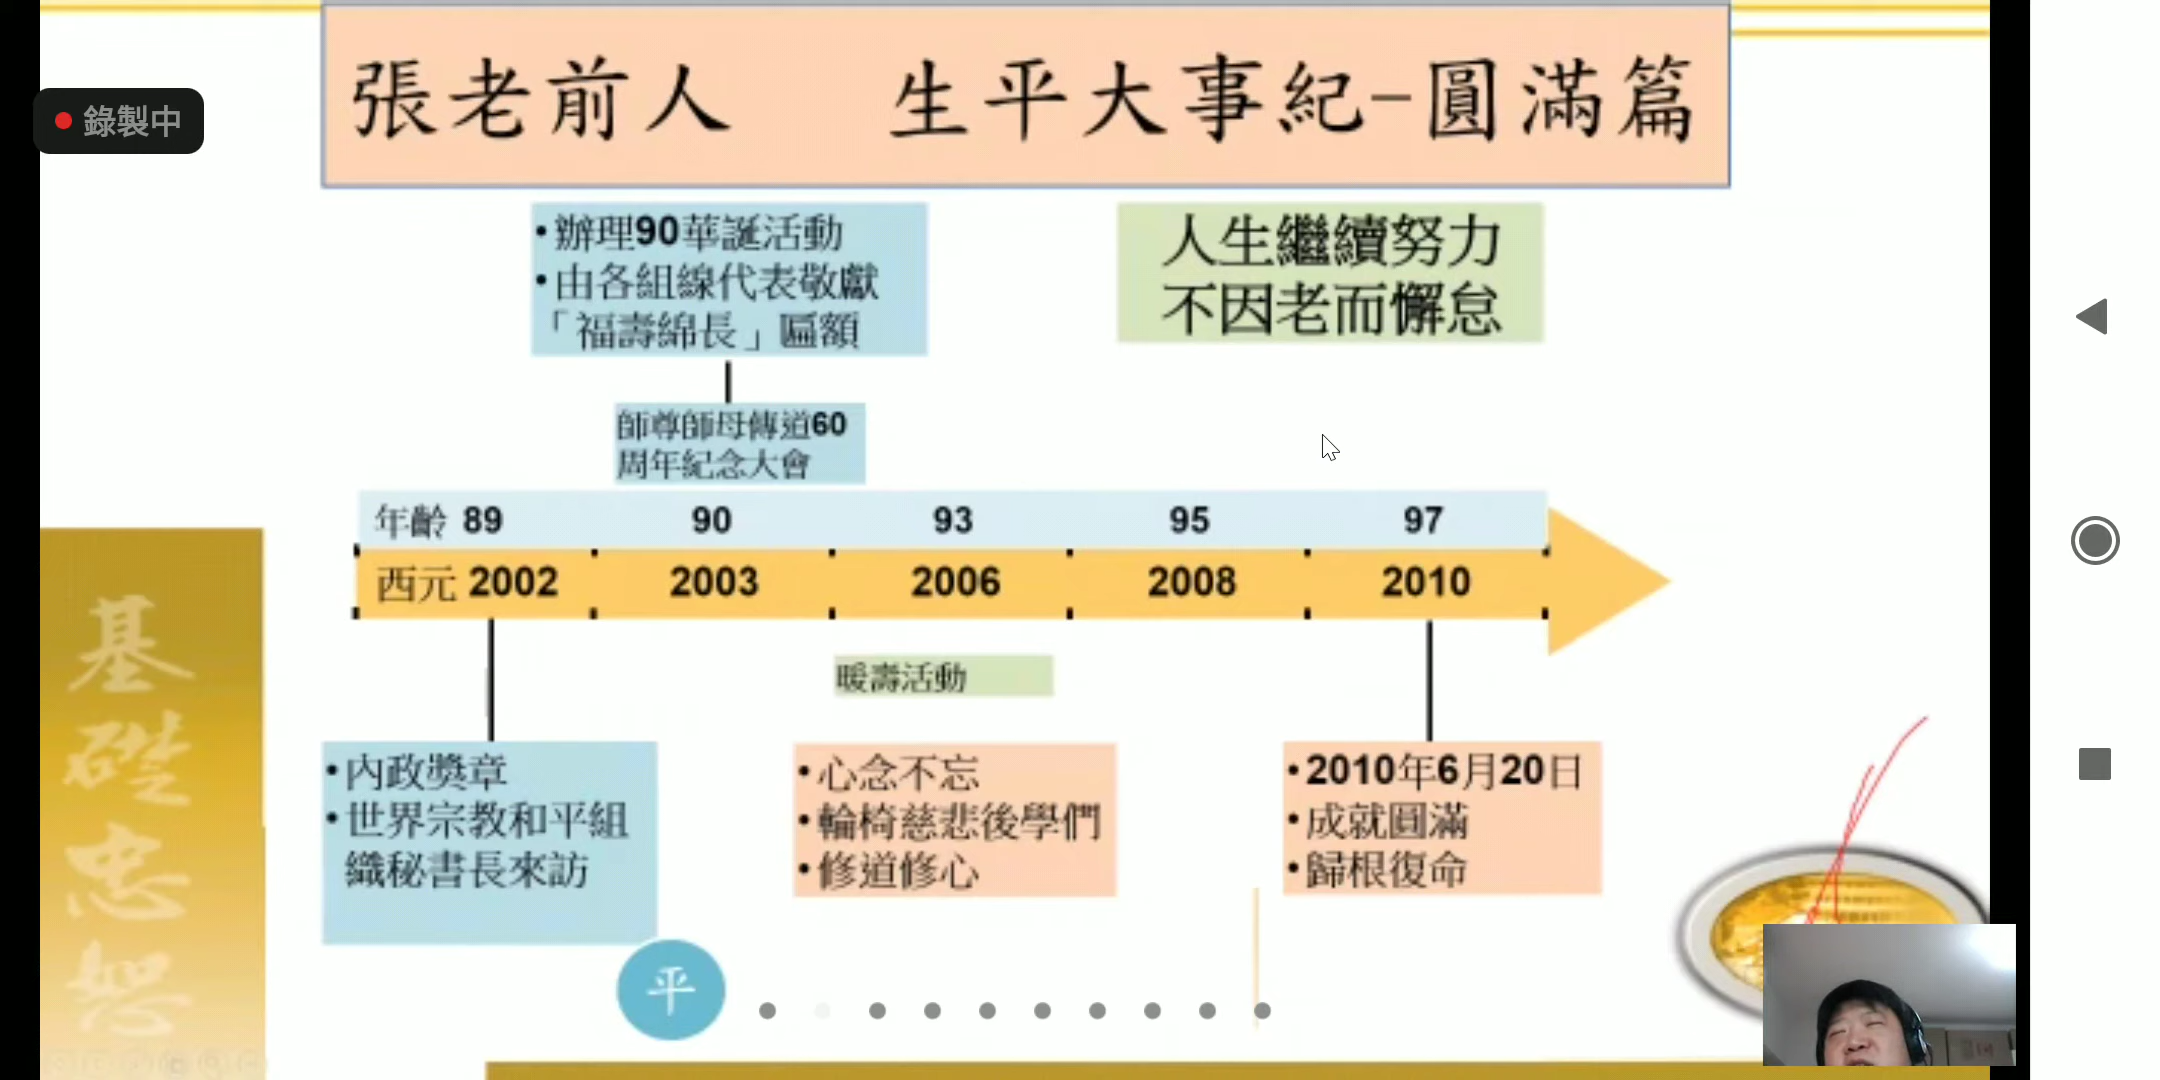 張老前人 生平大事紀-圓滿篇
錄製中
•辦理90華誕活動
•由各組線代表敬獻
「福壽綿長」匾額
人生繼續努力
不因老而懈怠
師尊師母傳道60
周年紀念大會
年齡 89 90 93 95 97
西元 2002 2003 2006 2008 2010
暖壽活動
•內政獎章
•世界宗教和平組
織秘書長來訪
•心念不忘
•輪椅慈悲後學們
•修道修心
•2010年6月20日
•成就圓滿
•歸根復命
基礎忠恕
平